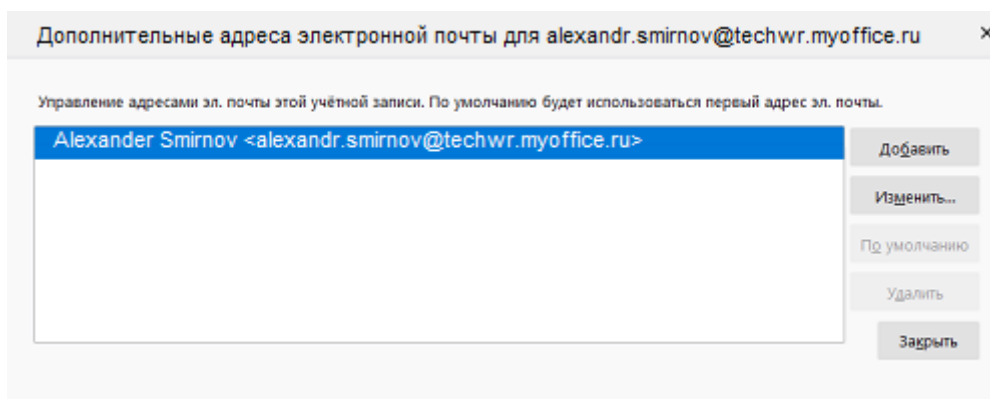 Дополнительные адреса электронной почты для alexandr.smirnov@techwr.myoffice.ru ×
Управление адресами эл. почты этой учётной записи. По умолчанию будет использоваться первый адрес эл. почты.
Alexander Smirnov <alexandr.smirnov@techwr.myoffice.ru>
Добавить
Изменить...
По умолчанию
Удалить
Закрыть